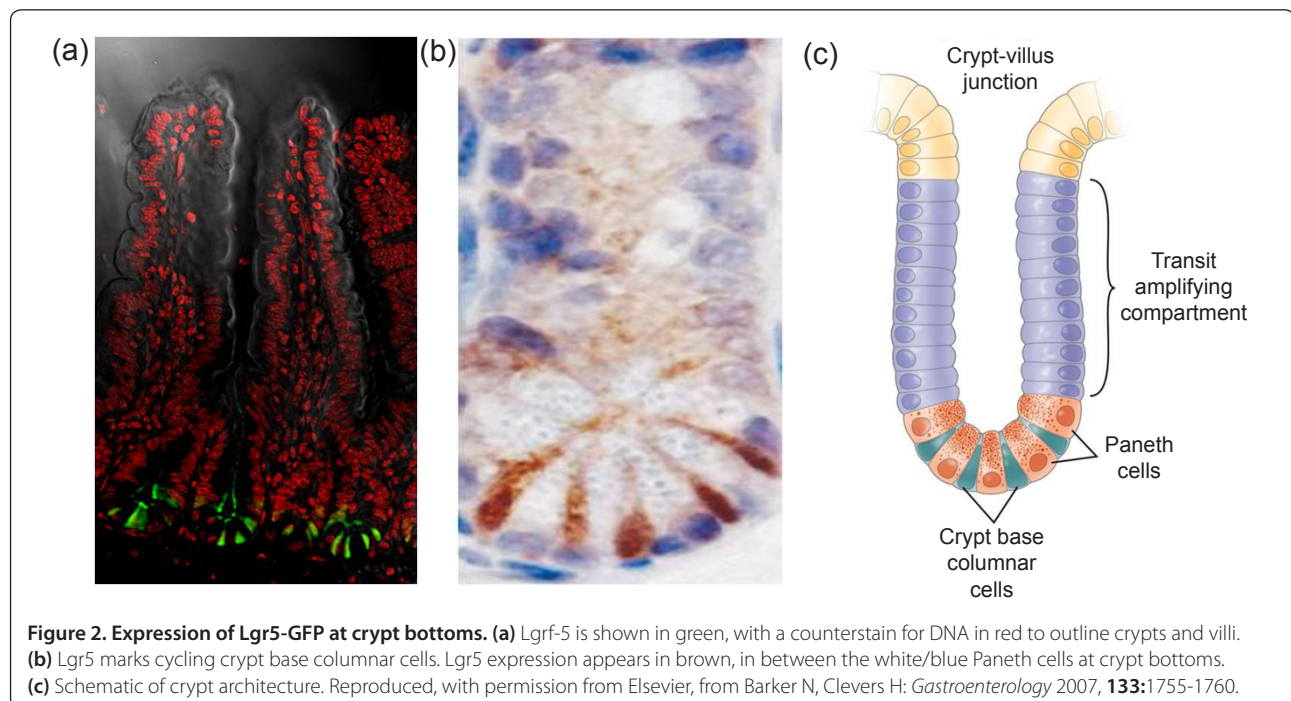 (a)
(b)
(c)
Crypt-villus
junction
Transit
amplifying
compartment
Paneth
cells
Crypt base
columnar
cells
Figure 2. Expression of Lgr5-GFP at crypt bottoms. (a) Lgrf-5 is shown in green, with a counterstain for DNA in red to outline crypts and villi.
(b) Lgr5 marks cycling crypt base columnar cells. Lgr5 expression appears in brown, in between the white/blue Paneth cells at crypt bottoms.
(c) Schematic of crypt architecture. Reproduced, with permission from Elsevier, from Barker N, Clevers H: Gastroenterology 2007, 133:1755-1760.